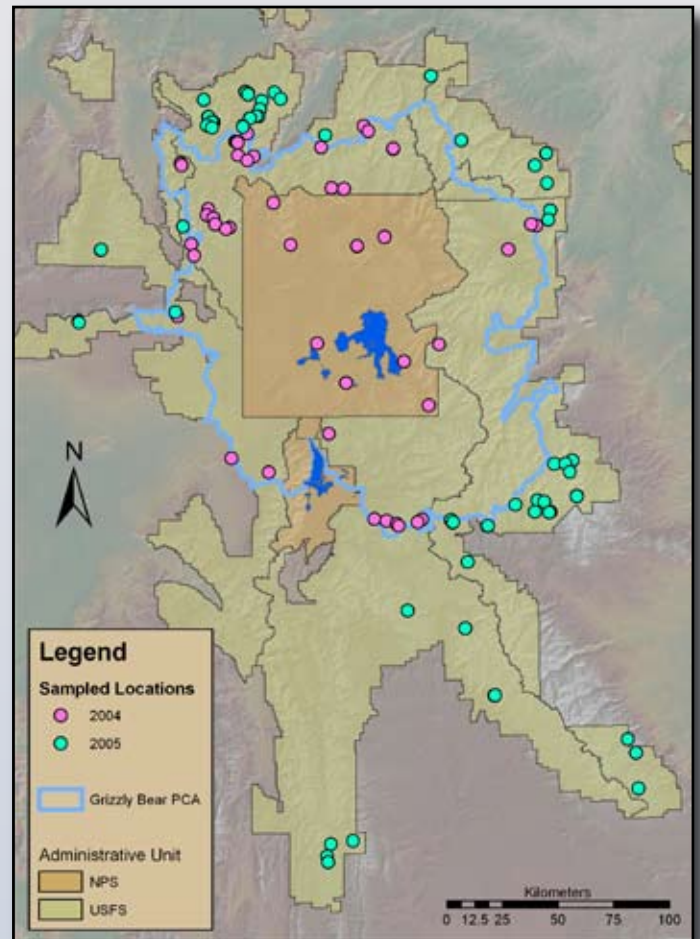 N
Legend
Sampled Locations
2004
2005
Grizzly Bear PCA
Administrative Unit
NPS
USFS
Kilometers
0 12.5 25 50 75 100